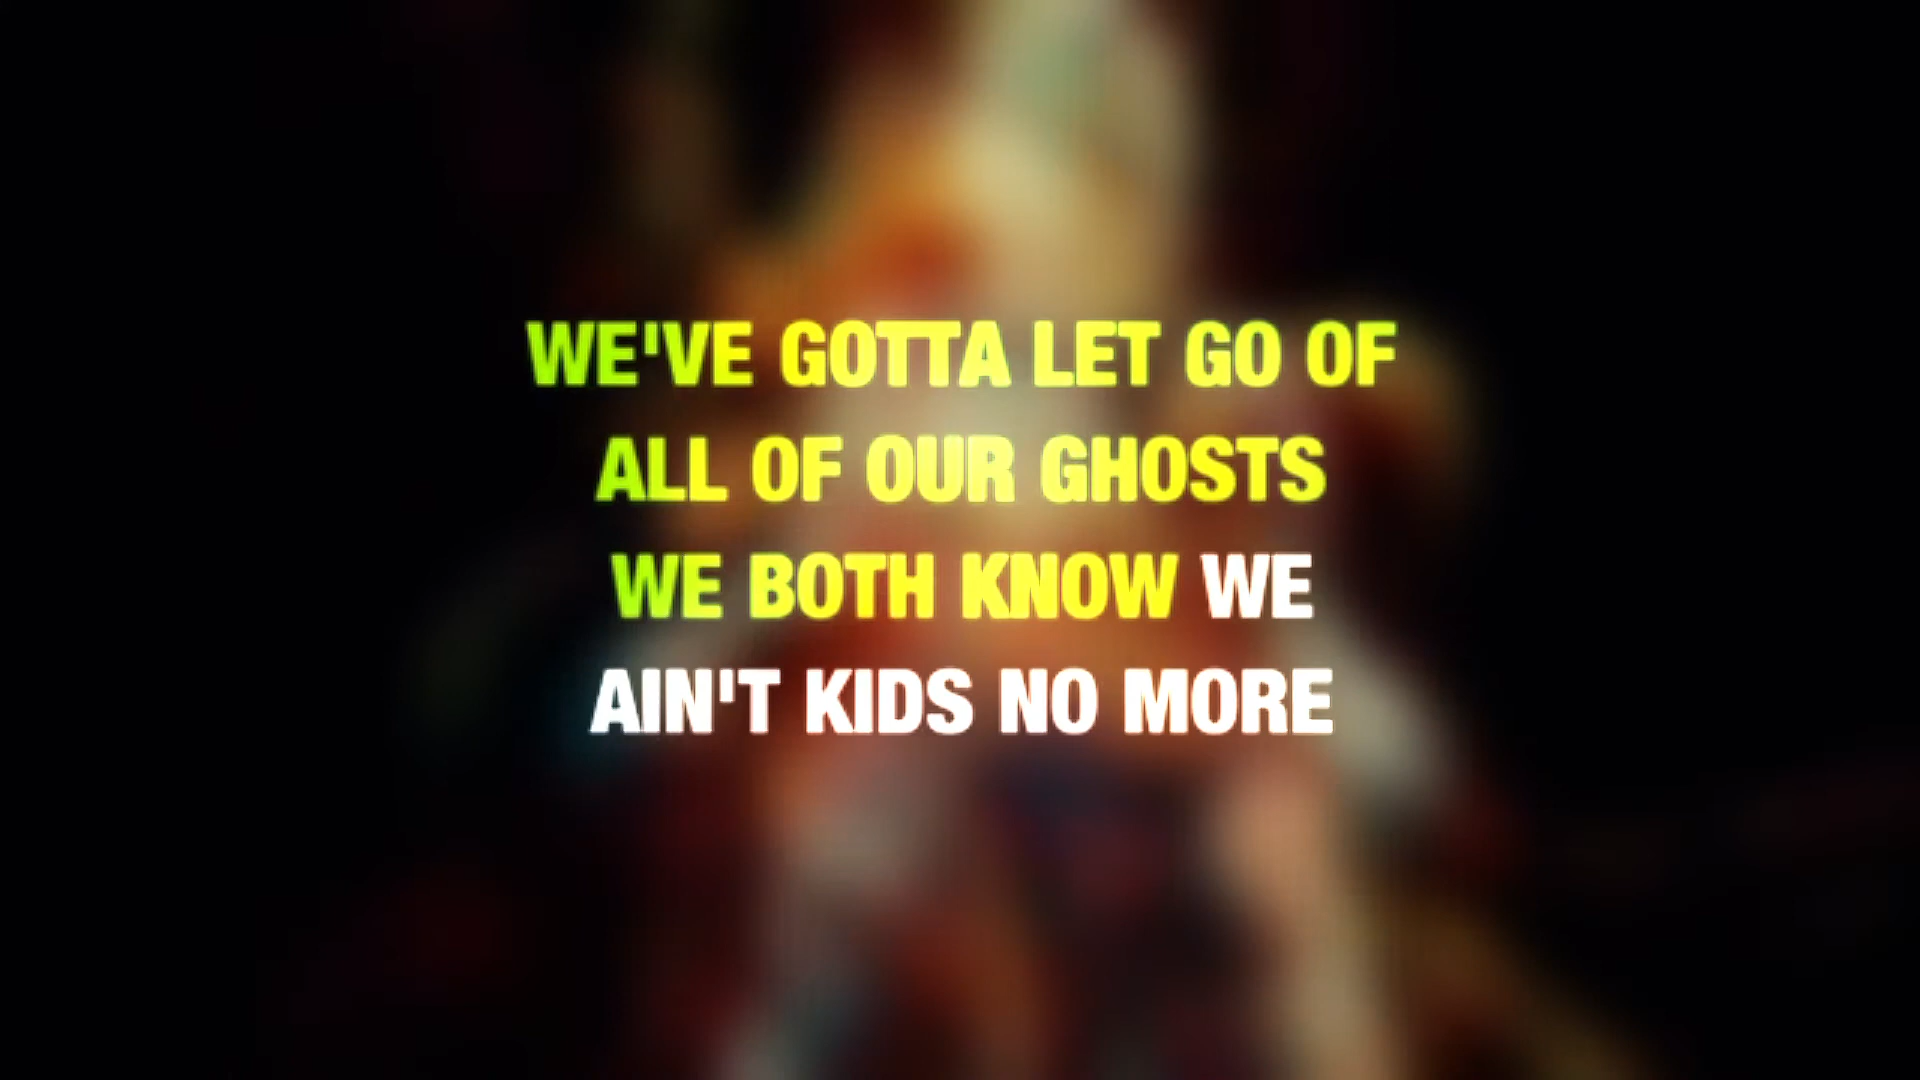 WE'VE GOTTA LET GO OF
ALL OF OUR GHOSTS
WE BOTH KNOW WE
AIN'T KIDS NO MORE